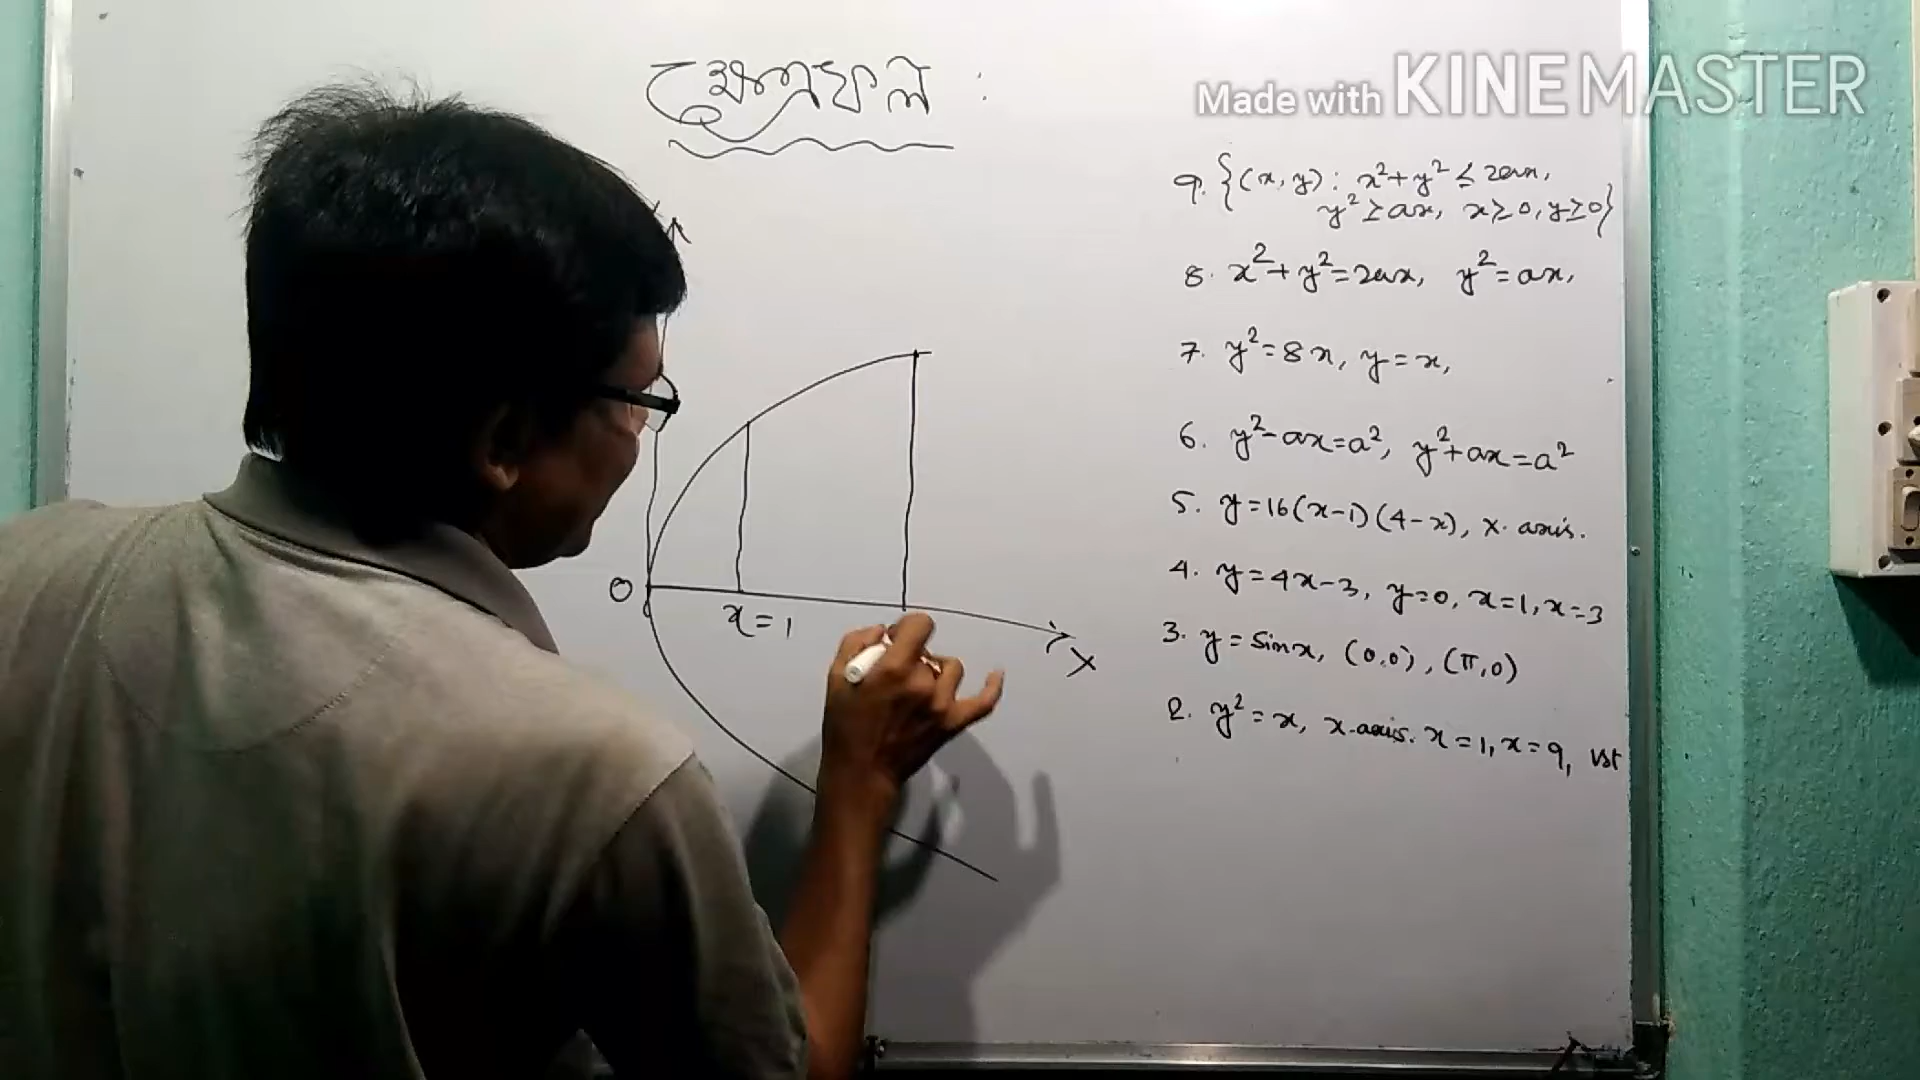 ক্ষেত্রফল :
Made with KINEMASTER
9. {(x, y) : x²+y² ≤ 2ax,
y² ≥ ax, x ≥ 0, y ≥ 0}
8. x²+y²=2ax, y²=ax,
7. y²=8x, y=x,
6. y²-ax=a², y²+ax=a²
5. y=16(x-1)(4-x), x-axis.
4. y=4x-3, y=0, x=1, x=3
3. y=sinx, (0,0), (π,0)
2. y²=x, x-axis. x=1, x=9, 1st
O
x=1
X